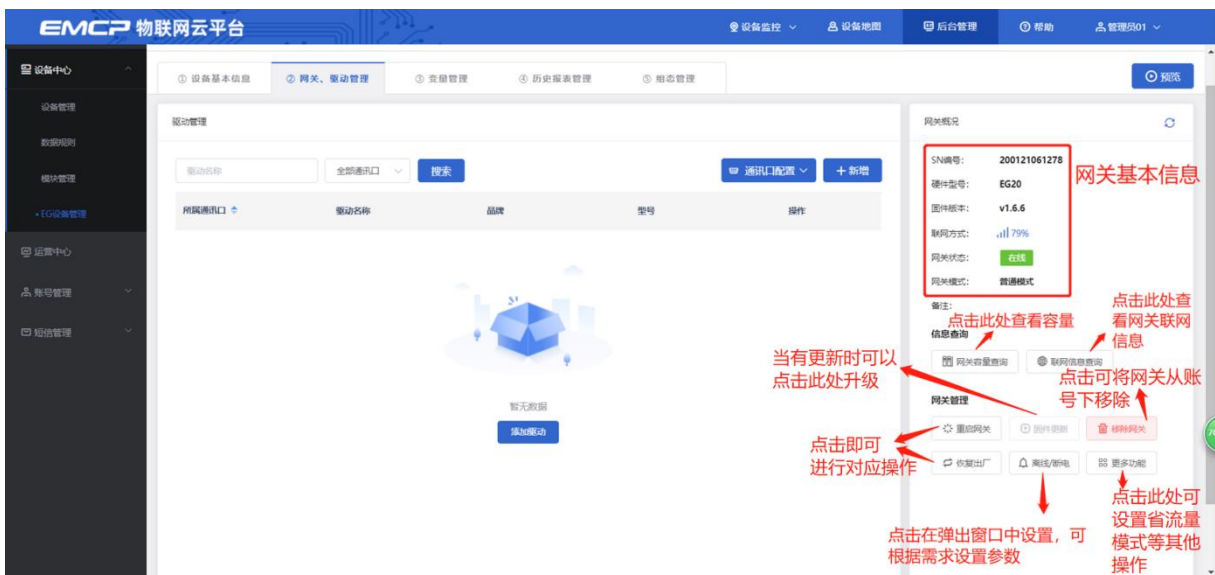 EMCP 物联网云平台
设备监控
设备地图
后台管理
帮助
管理员01
设备中心
设备管理
数据规则
模块管理
EG设备管理
运营中心
账号管理
短信管理
① 设备基本信息
② 网关、驱动管理
③ 变量管理
④ 历史报表管理
⑤ 组态管理
预览
驱动管理
驱动名称
全部通讯口
搜索
通讯口配置
+新增
所属通讯口
驱动名称
品牌
型号
操作
暂无数据
添加驱动
网关概况
SN编号: 200121061278
硬件型号: EG20
固件版本: v1.6.6
联网方式: 79%
网关状态: 在线
网关模式: 普通模式
网关基本信息
备注:
点击此处查看容量
点击此处查
看网关联网
信息
信息查询
网关容量查询
联网信息查询
当有更新时可以
点击此处升级
点击可将网关从账
号下移除
网关管理
重启网关
固件更新
移除网关
点击即可
进行对应操作
恢复出厂
离线/断电
更多功能
点击在弹出窗口中设置，可
根据需求设置参数
点击此处可
设置省流量
模式等其他
操作